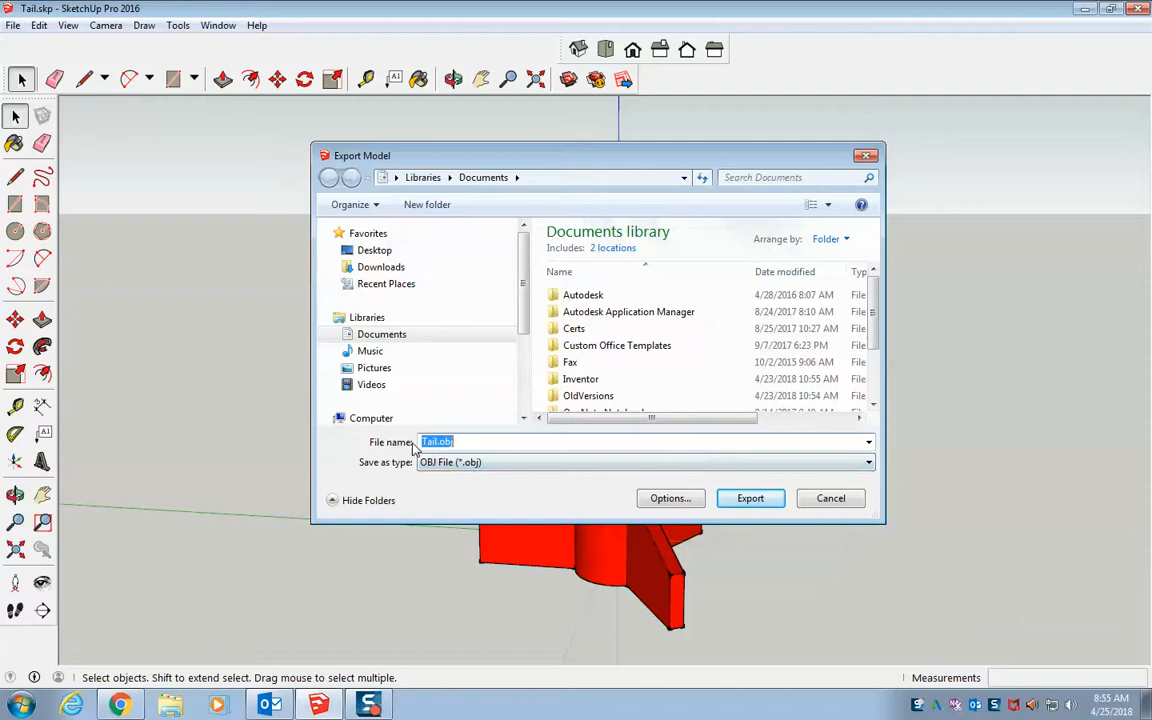 Tail.skp - SketchUp Pro 2016
File Edit View Camera Draw Tools Window Help
A1
A1
Export Model
Libraries Documents
Search Documents
Organize New folder
Favorites
Desktop
Downloads
Recent Places
Libraries
Documents
Music
Pictures
Videos
Computer
Documents library
Includes: 2 locations
Arrange by: Folder
Name Date modified Typ
Autodesk 4/28/2016 8:07 AM File
Autodesk Application Manager 8/24/2017 8:10 AM File
Certs 8/25/2017 10:27 AM File
Custom Office Templates 9/7/2017 6:23 PM File
Fax 10/2/2015 9:06 AM File
Inventor 4/23/2018 10:55 AM File
OldVersions 4/23/2018 10:55 AM File
File name: Tail.obj
Save as type: OBJ File (*.obj)
Hide Folders Options... Export Cancel
Select objects. Shift to extend select. Drag mouse to select multiple. Measurements
8:55 AM
4/25/2018